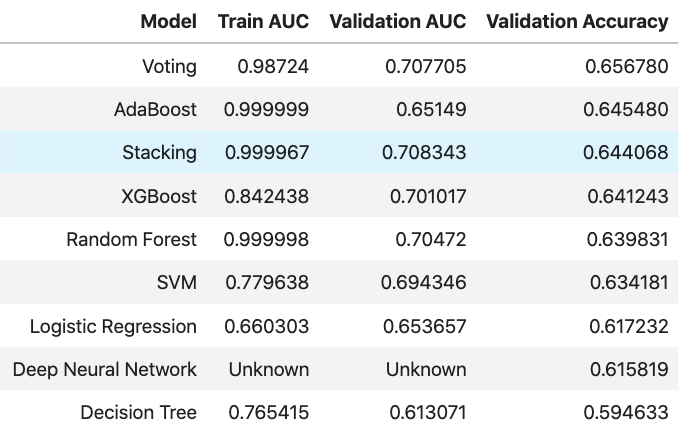 Model Train AUC Validation AUC Validation Accuracy
Voting 0.98724 0.707705 0.656780
AdaBoost 0.999999 0.65149 0.645480
Stacking 0.999967 0.708343 0.644068
XGBoost 0.842438 0.701017 0.641243
Random Forest 0.999998 0.70472 0.639831
SVM 0.779638 0.694346 0.634181
Logistic Regression 0.660303 0.653657 0.617232
Deep Neural Network Unknown Unknown 0.615819
Decision Tree 0.765415 0.613071 0.594633